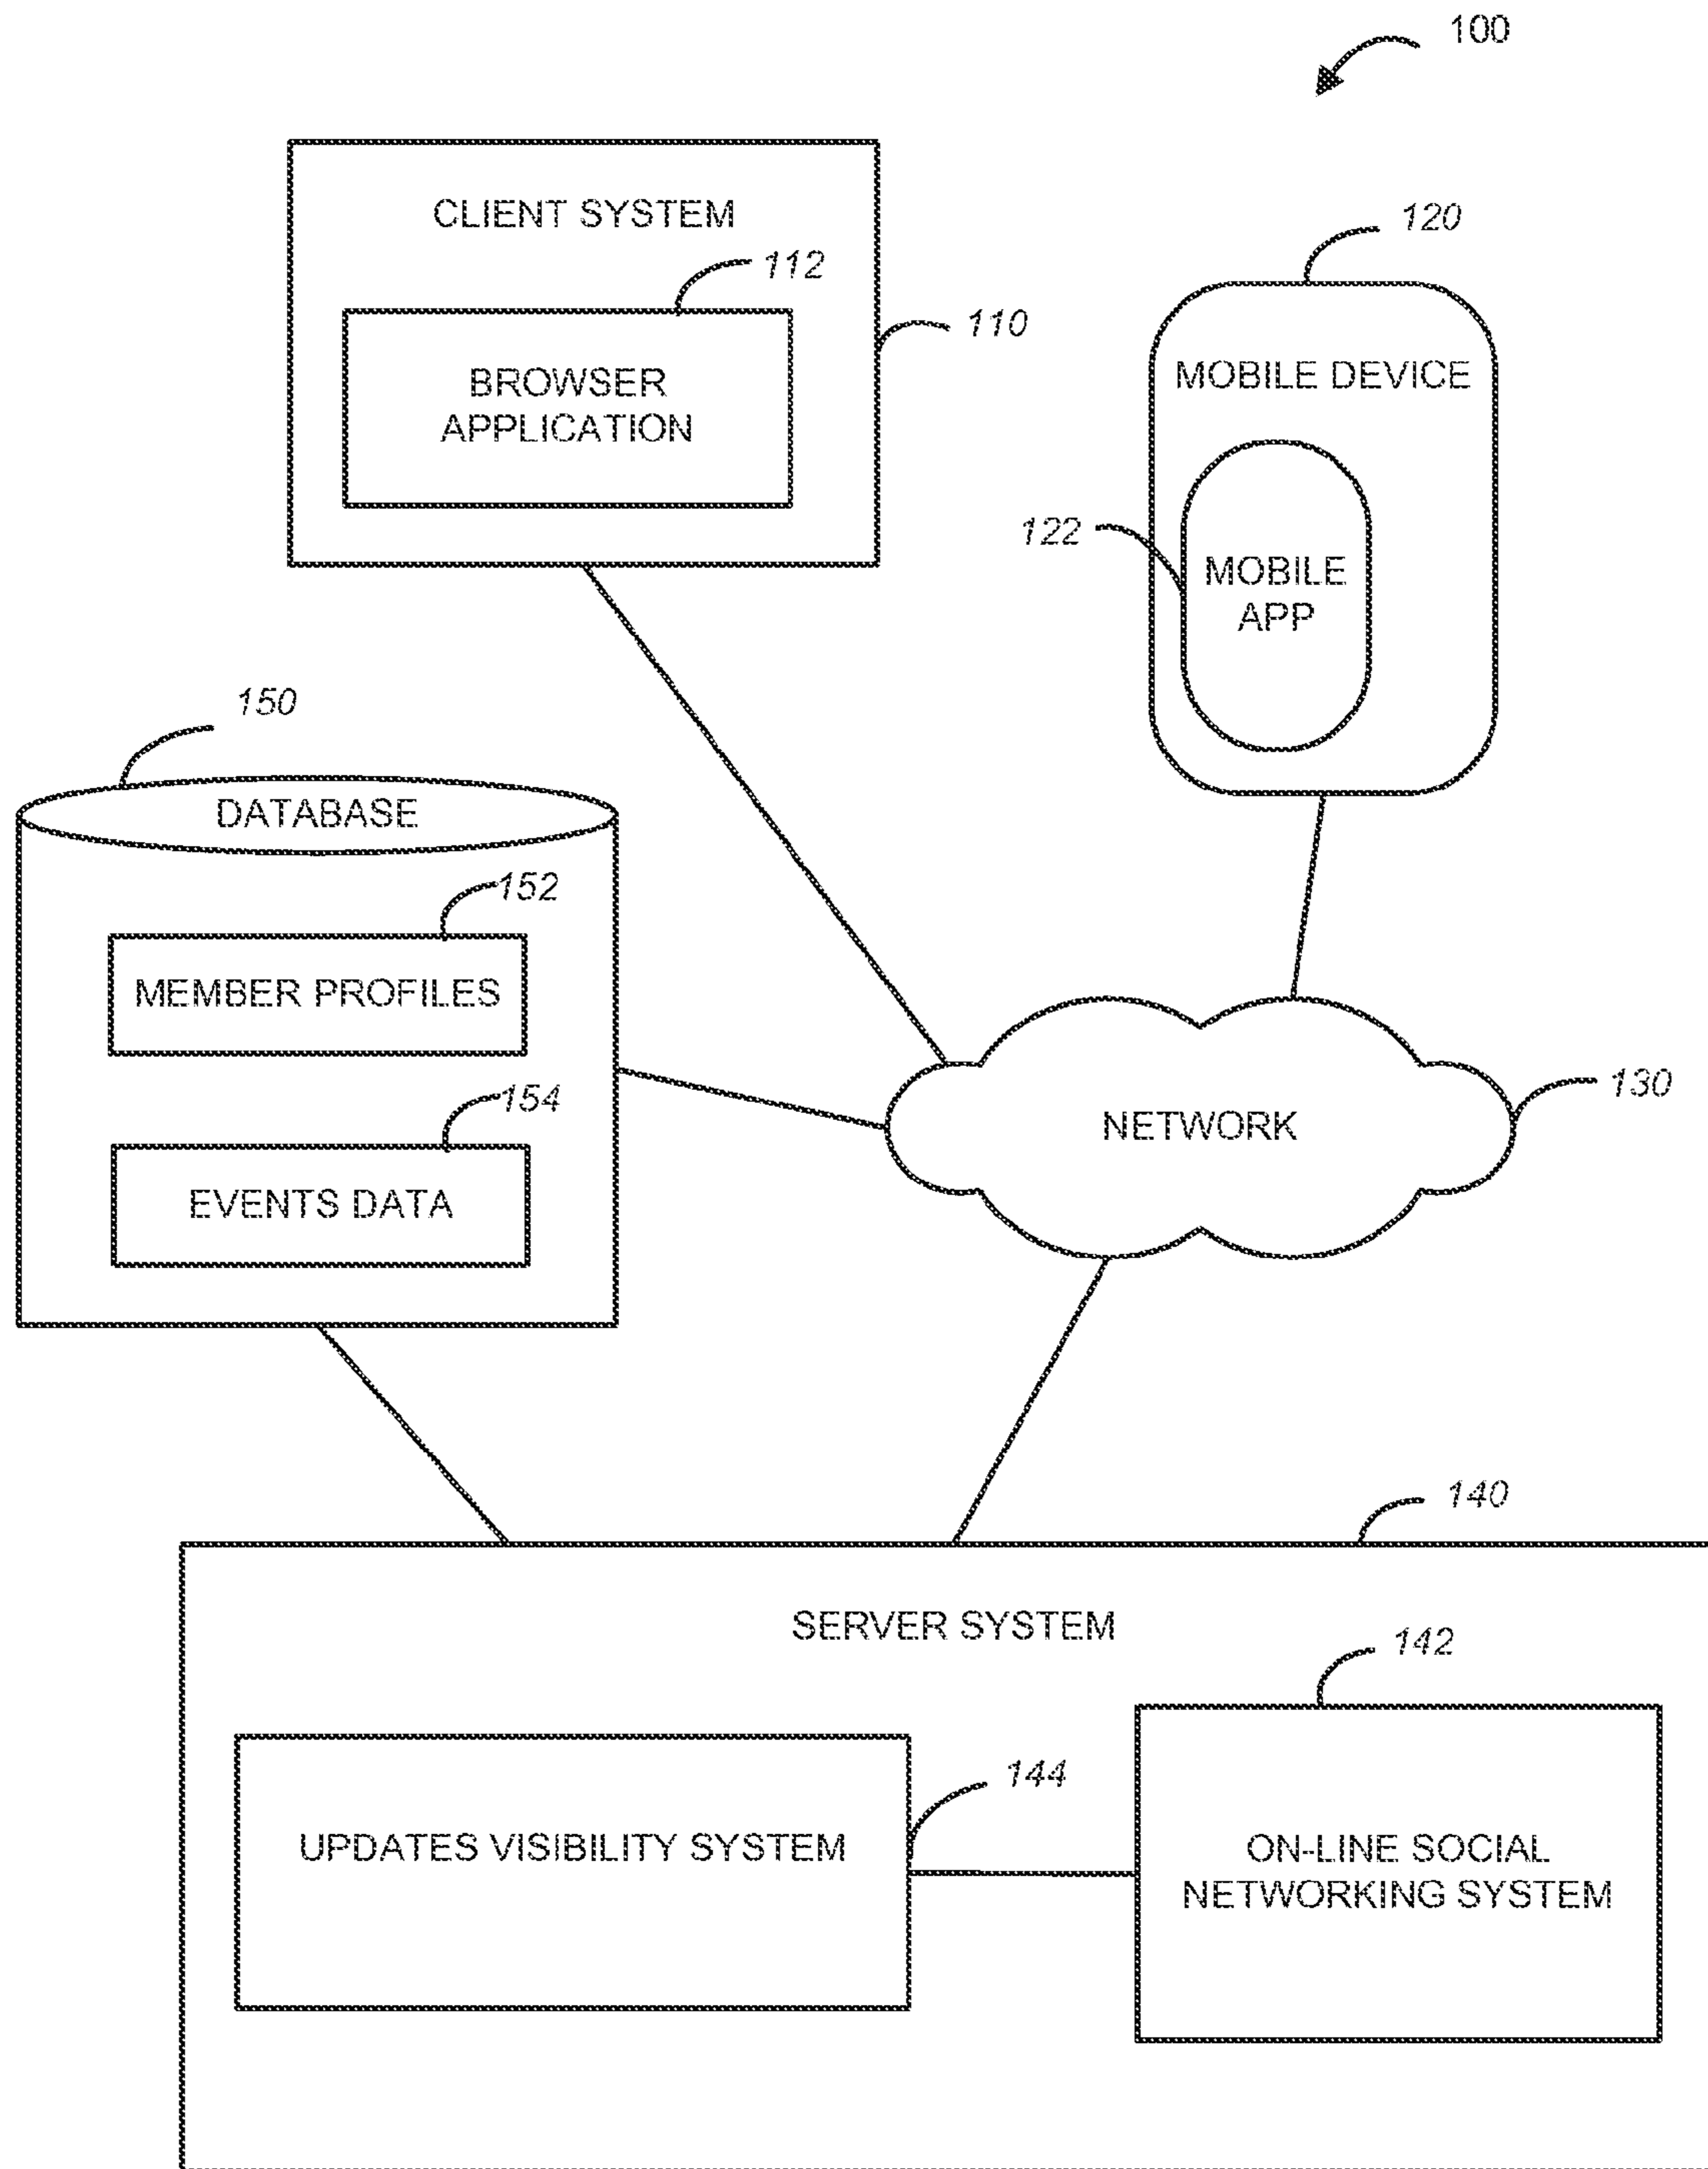 100
CLIENT SYSTEM
112
110
BROWSER
APPLICATION
120
MOBILE DEVICE
122
MOBILE
APP
150
DATABASE
152
MEMBER PROFILES
154
EVENTS DATA
NETWORK
130
140
SERVER SYSTEM
142
144
UPDATES VISIBILITY SYSTEM
ON-LINE SOCIAL
NETWORKING SYSTEM